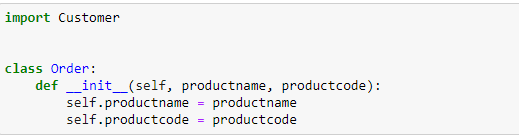 import Customer
class Order:
    def __init__(self, productname, productcode):
        self.productname = productname
        self.productcode = productcode